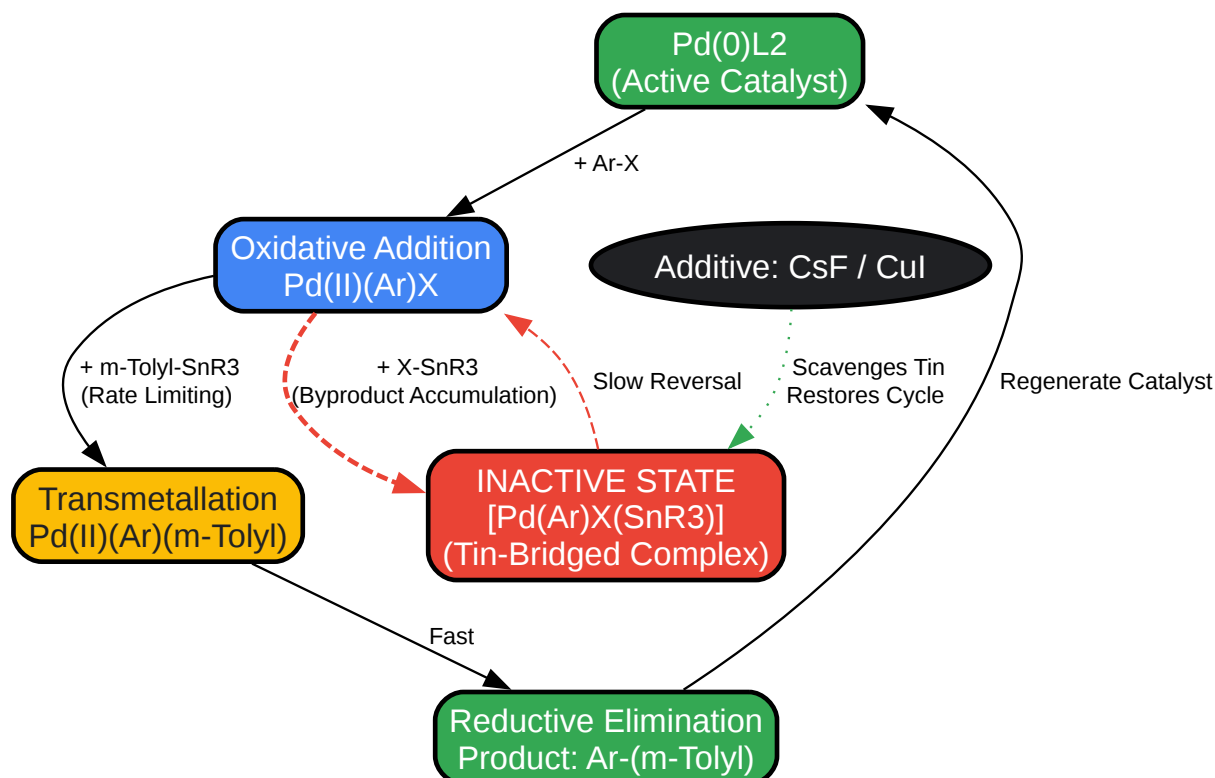 Pd(0)L2
(Active Catalyst)
+ Ar-X
Oxidative Addition
Pd(II)(Ar)X
Additive: CsF / CuI
+ m-Tolyl-SnR3
(Rate Limiting)
+ X-SnR3
(Byproduct Accumulation)
Slow Reversal
Scavenges Tin
Restores Cycle
Regenerate Catalyst
Transmetallation
Pd(II)(Ar)(m-Tolyl)
INACTIVE STATE
[Pd(Ar)X(SnR3)]
(Tin-Bridged Complex)
Fast
Reductive Elimination
Product: Ar-(m-Tolyl)